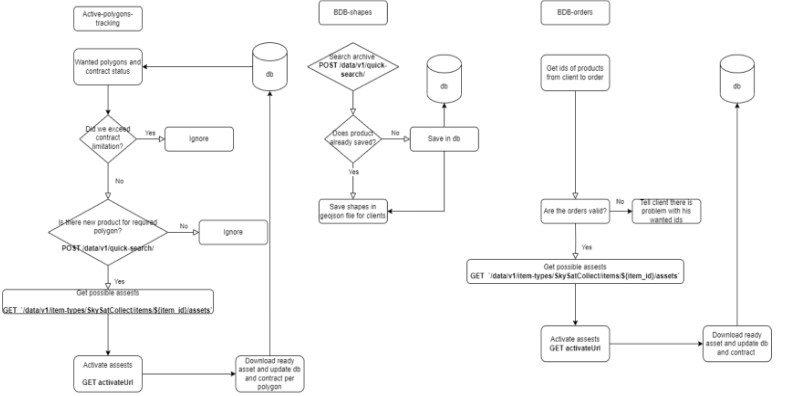 Active-polygons-
tracking
Wanted polygons and
contract status
db
Did we exceed
contract
limitation?
Yes
Ignore
No
Is there new product for required
polygon?
POST /data/v1/quick-search/
No
Ignore
Yes
Get possible assests
GET `/data/v1/item-types/SkySatCollect/items/${item_id}/assets`
Activate assests
GET activateUrl
Download ready
asset and update db
and contract per
polygon
BDB-shapes
Search archive
POST /data/v1/quick-
search/
db
Does product
already saved?
No
Save in db
Yes
Save shapes in
geojson file for clients
BDB-orders
Get ids of products
from client to order
db
Are the orders valid?
No
Tell client there is
problem with his
wanted ids
Yes
Get possible assests
GET `/data/v1/item-types/SkySatCollect/items/${item_id}/assets`
Activate assests
GET activateUrl
Download ready
asset and update db
and contract